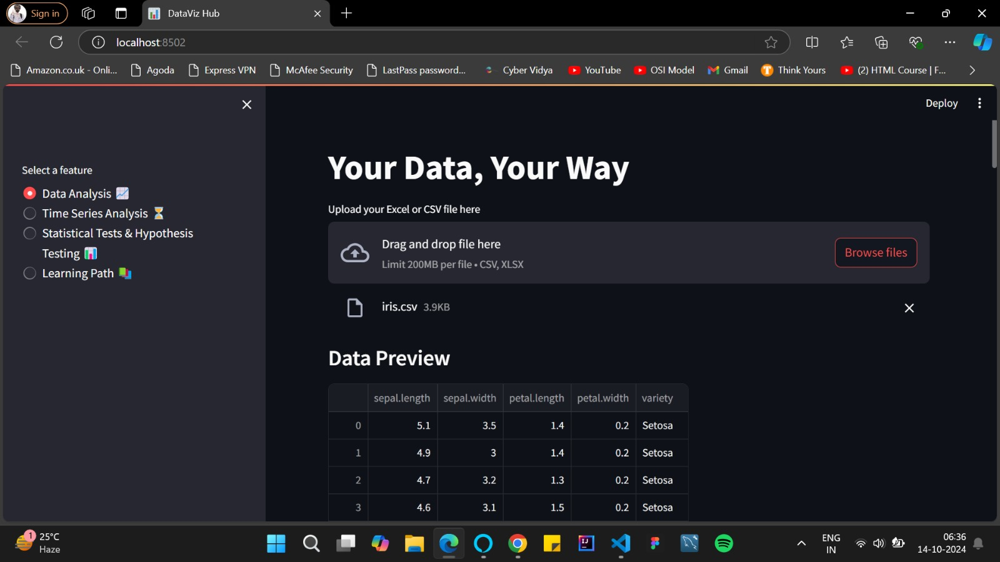 Sign in
DataViz Hub
localhost:8502
Amazon.co.uk - Onli...
Agoda
Express VPN
McAfee Security
LastPass password...
Cyber Vidya
YouTube
OSI Model
Gmail
Think Yours
(2) HTML Course | F...
Deploy
Select a feature
Data Analysis
Time Series Analysis
Statistical Tests & Hypothesis
Testing
Learning Path
Your Data, Your Way
Upload your Excel or CSV file here
Drag and drop file here
Limit 200MB per file • CSV, XLSX
Browse files
iris.csv 3.9KB
Data Preview
sepal.length sepal.width petal.length petal.width variety
0 5.1 3.5 1.4 0.2 Setosa
1 4.9 3 1.4 0.2 Setosa
2 4.7 3.2 1.3 0.2 Setosa
3 4.6 3.1 1.5 0.2 Setosa
1
25°C
Haze
IJ
ENG
IN
06:36
14-10-2024